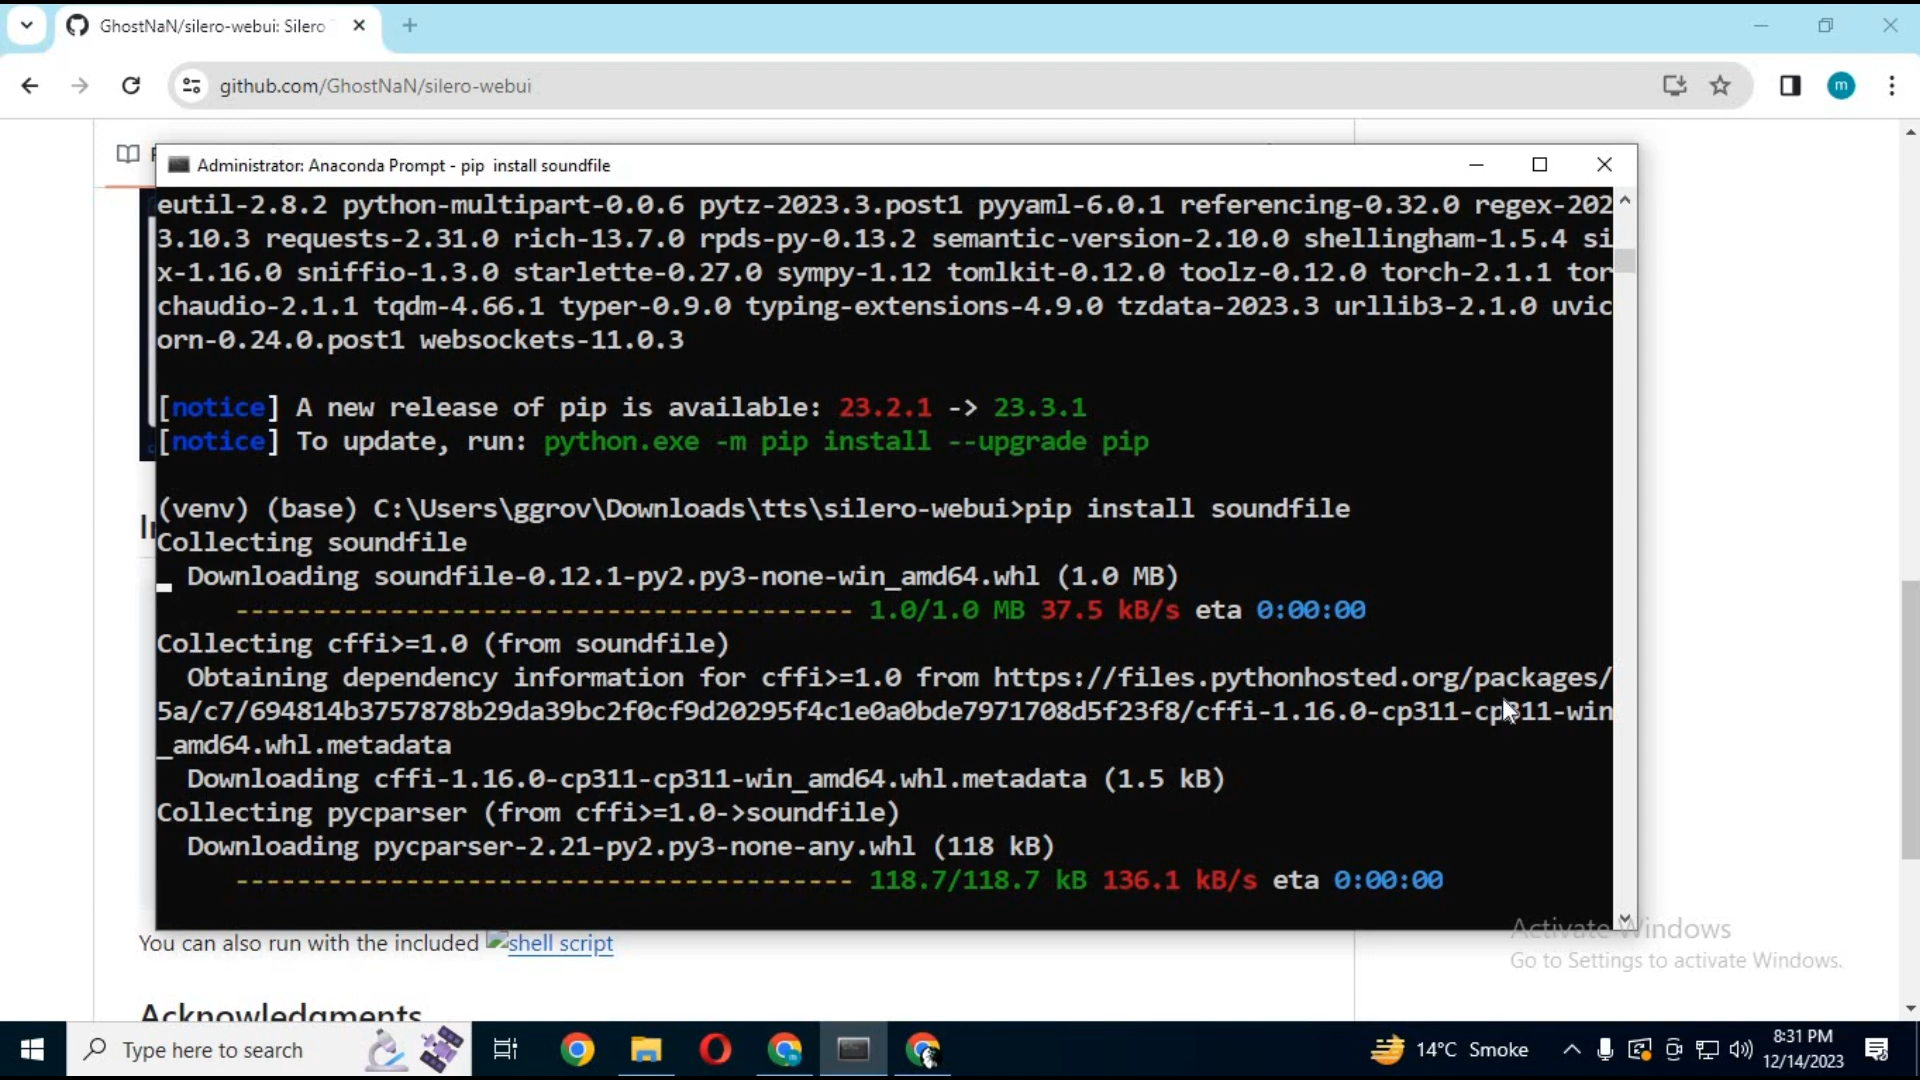 GhostNaN/silero-webui: Silero
github.com/GhostNaN/silero-webui
m
Administrator: Anaconda Prompt - pip  install soundfile
eutil-2.8.2 python-multipart-0.0.6 pytz-2023.3.post1 pyyaml-6.0.1 referencing-0.32.0 regex-202
3.10.3 requests-2.31.0 rich-13.7.0 rpds-py-0.13.2 semantic-version-2.10.0 shellingham-1.5.4 si
x-1.16.0 sniffio-1.3.0 starlette-0.27.0 sympy-1.12 tomlkit-0.12.0 toolz-0.12.0 torch-2.1.1 tor
chaudio-2.1.1 tqdm-4.66.1 typer-0.9.0 typing-extensions-4.9.0 tzdata-2023.3 urllib3-2.1.0 uvic
orn-0.24.0.post1 websockets-11.0.3
[notice] A new release of pip is available: 23.2.1 -> 23.3.1
[notice] To update, run: python.exe -m pip install --upgrade pip
(venv) (base) C:\Users\ggrov\Downloads\tts\silero-webui>pip install soundfile
Collecting soundfile
Downloading soundfile-0.12.1-py2.py3-none-win_amd64.whl (1.0 MB)
---------------------------------------- 1.0/1.0 MB 37.5 kB/s eta 0:00:00
Collecting cffi>=1.0 (from soundfile)
Obtaining dependency information for cffi>=1.0 from https://files.pythonhosted.org/packages/
5a/c7/694814b3757878b29da39bc2f0cf9d20295f4c1e0a0bde7971708d5f23f8/cffi-1.16.0-cp311-cp311-win
_amd64.whl.metadata
Downloading cffi-1.16.0-cp311-cp311-win_amd64.whl.metadata (1.5 kB)
Collecting pycparser (from cffi>=1.0->soundfile)
Downloading pycparser-2.21-py2.py3-none-any.whl (118 kB)
---------------------------------------- 118.7/118.7 kB 136.1 kB/s eta 0:00:00
You can also run with the included shell script
Acknowledgments
Activate Windows
Go to Settings to activate Windows.
Type here to search
14°C Smoke
8:31 PM
12/14/2023